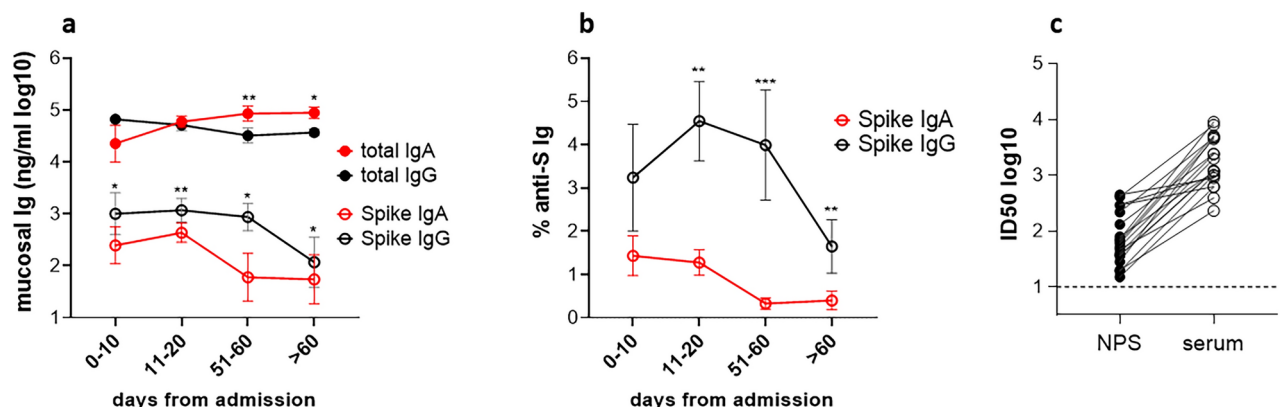 a
mucosal Ig (ng/ml log10)
6
5
4
3
2
1
** *
* ** * *
0-10 11-20 51-60 >60
days from admission
total IgA
total IgG
Spike IgA
Spike IgG
b
% anti-S Ig
6
5
4
3
2
1
0
** *** **
0-10 11-20 51-60 >60
days from admission
Spike IgA
Spike IgG
c
ID50 log10
5
4
3
2
1
NPS serum